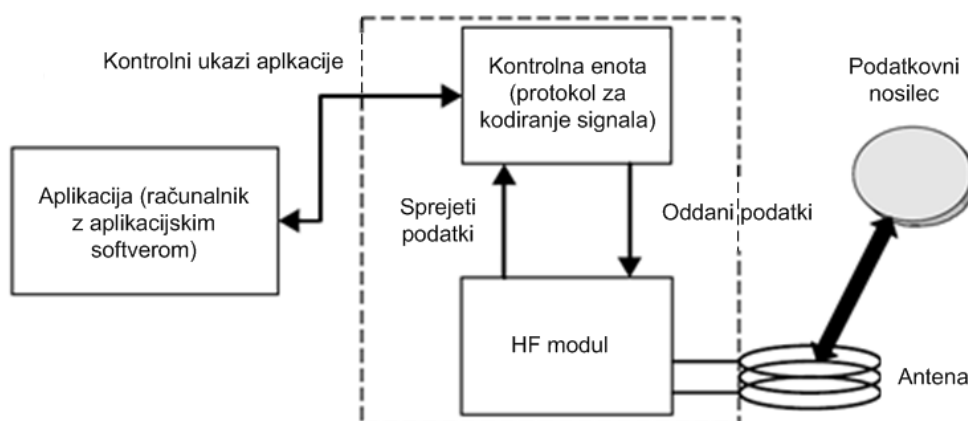 Kontrolni ukazi aplkacije
Kontrolna enota
(protokol za
kodiranje signala)
Podatkovni
nosilec
Aplikacija (računalnik
z aplikacijskim
softverom)
Sprejeti
podatki
Oddani podatki
HF modul
Antena